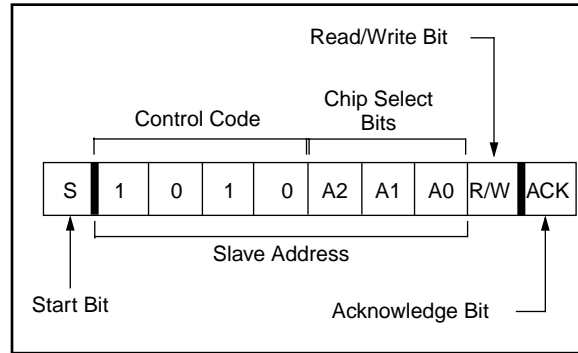 Read/Write Bit
Chip Select
Bits
Control Code
S 1 0 1 0 A2 A1 A0 R/W ACK
Slave Address
Start Bit
Acknowledge Bit